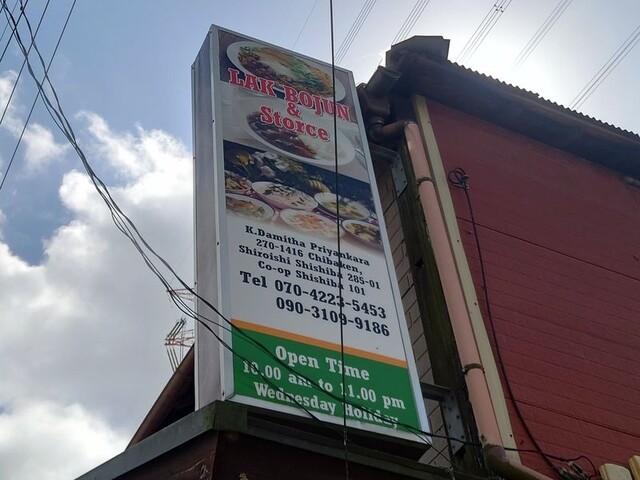 LAK BOJUN
&
Storce
K.Damitha Priyankara
270-1416 Chibaken,
Shiroishi Shishiba 285-01
Co-op Shishiba 101
Tel 070-4223-5453
090-3109-9186
Open Time
10.00 am to 11.00 pm
Wednesday Holiday